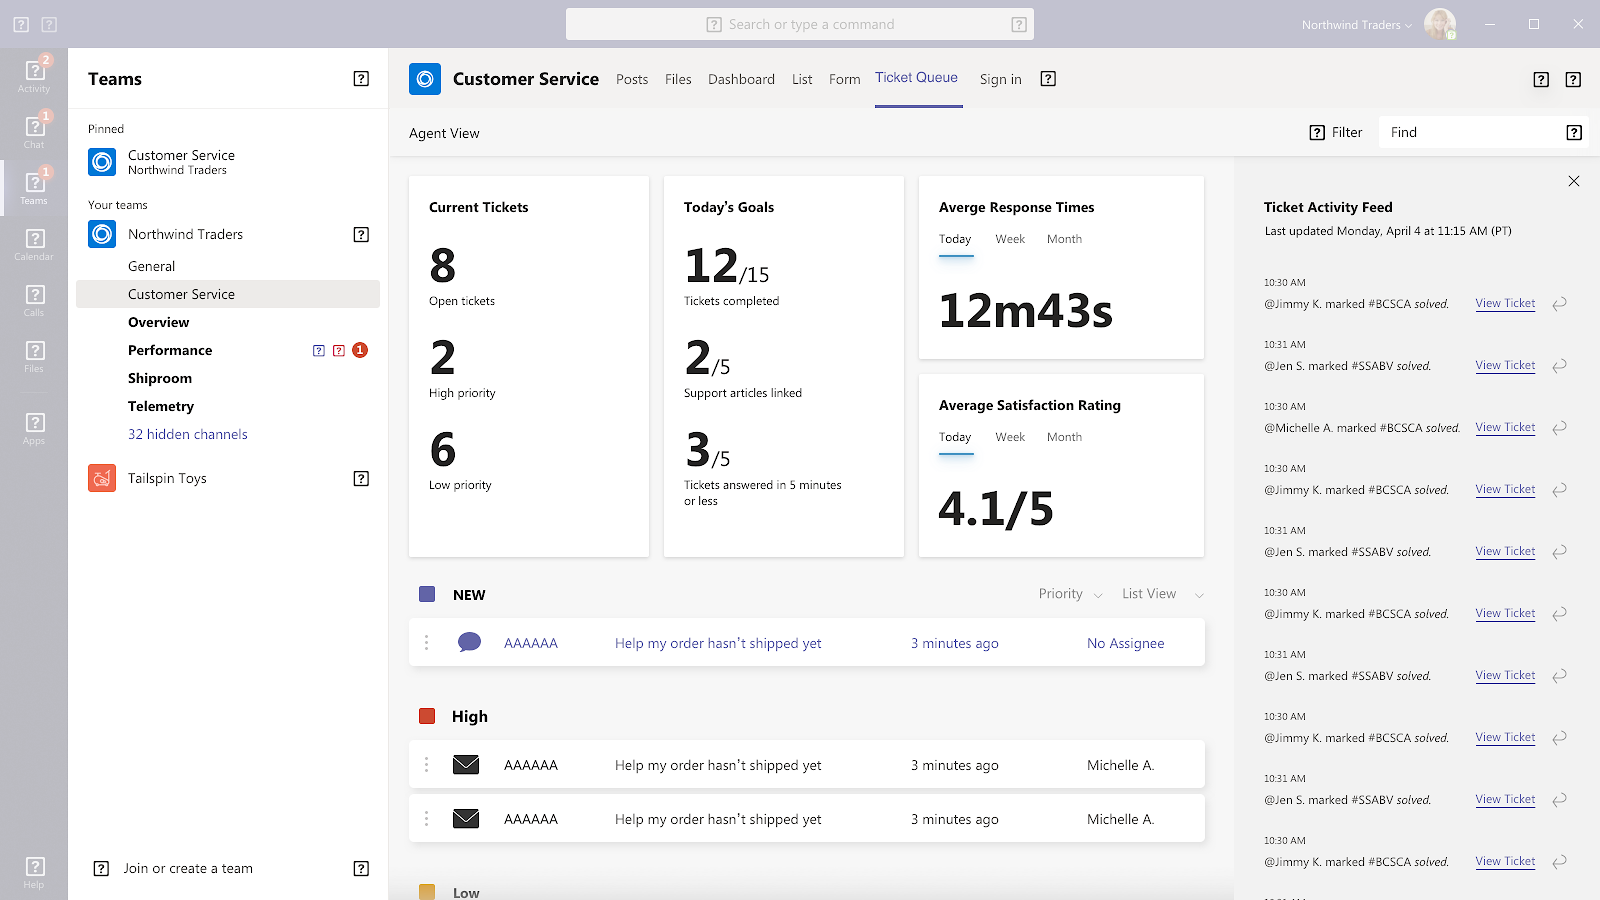 Search or type a command
Northwind Traders
2
Activity
1
Chat
1
Teams
Calendar
Calls
Files
Apps
Help
Teams
Pinned
Customer Service
Northwind Traders
Your teams
Northwind Traders
General
Customer Service
Overview
Performance
1
Shiproom
Telemetry
32 hidden channels
Tailspin Toys
Join or create a team
Customer Service Posts Files Dashboard List Form Ticket Queue Sign in
Agent View
Filter
Find
Current Tickets
8
Open tickets
2
High priority
6
Low priority
Today's Goals
12/15
Tickets completed
2/5
Support articles linked
3/5
Tickets answered in 5 minutes
or less
Averge Response Times
Today Week Month
12m43s
Average Satisfaction Rating
Today Week Month
4.1/5
NEW
Priority List View
AAAAAA Help my order hasn't shipped yet 3 minutes ago No Assignee
High
AAAAAA Help my order hasn't shipped yet 3 minutes ago Michelle A.
AAAAAA Help my order hasn't shipped yet 3 minutes ago Michelle A.
Low
Ticket Activity Feed
Last updated Monday, April 4 at 11:15 AM (PT)
10:30 AM
@Jimmy K. marked #BCSCA solved. View Ticket
10:31 AM
@Jen S. marked #SSABV solved. View Ticket
10:30 AM
@Michelle A. marked #BCSCA solved. View Ticket
10:30 AM
@Jimmy K. marked #BCSCA solved. View Ticket
10:31 AM
@Jen S. marked #SSABV solved. View Ticket
10:30 AM
@Jimmy K. marked #BCSCA solved. View Ticket
10:31 AM
@Jen S. marked #SSABV solved. View Ticket
10:30 AM
@Jimmy K. marked #BCSCA solved. View Ticket
10:31 AM
@Jen S. marked #SSABV solved. View Ticket
10:30 AM
@Jimmy K. marked #BCSCA solved. View Ticket